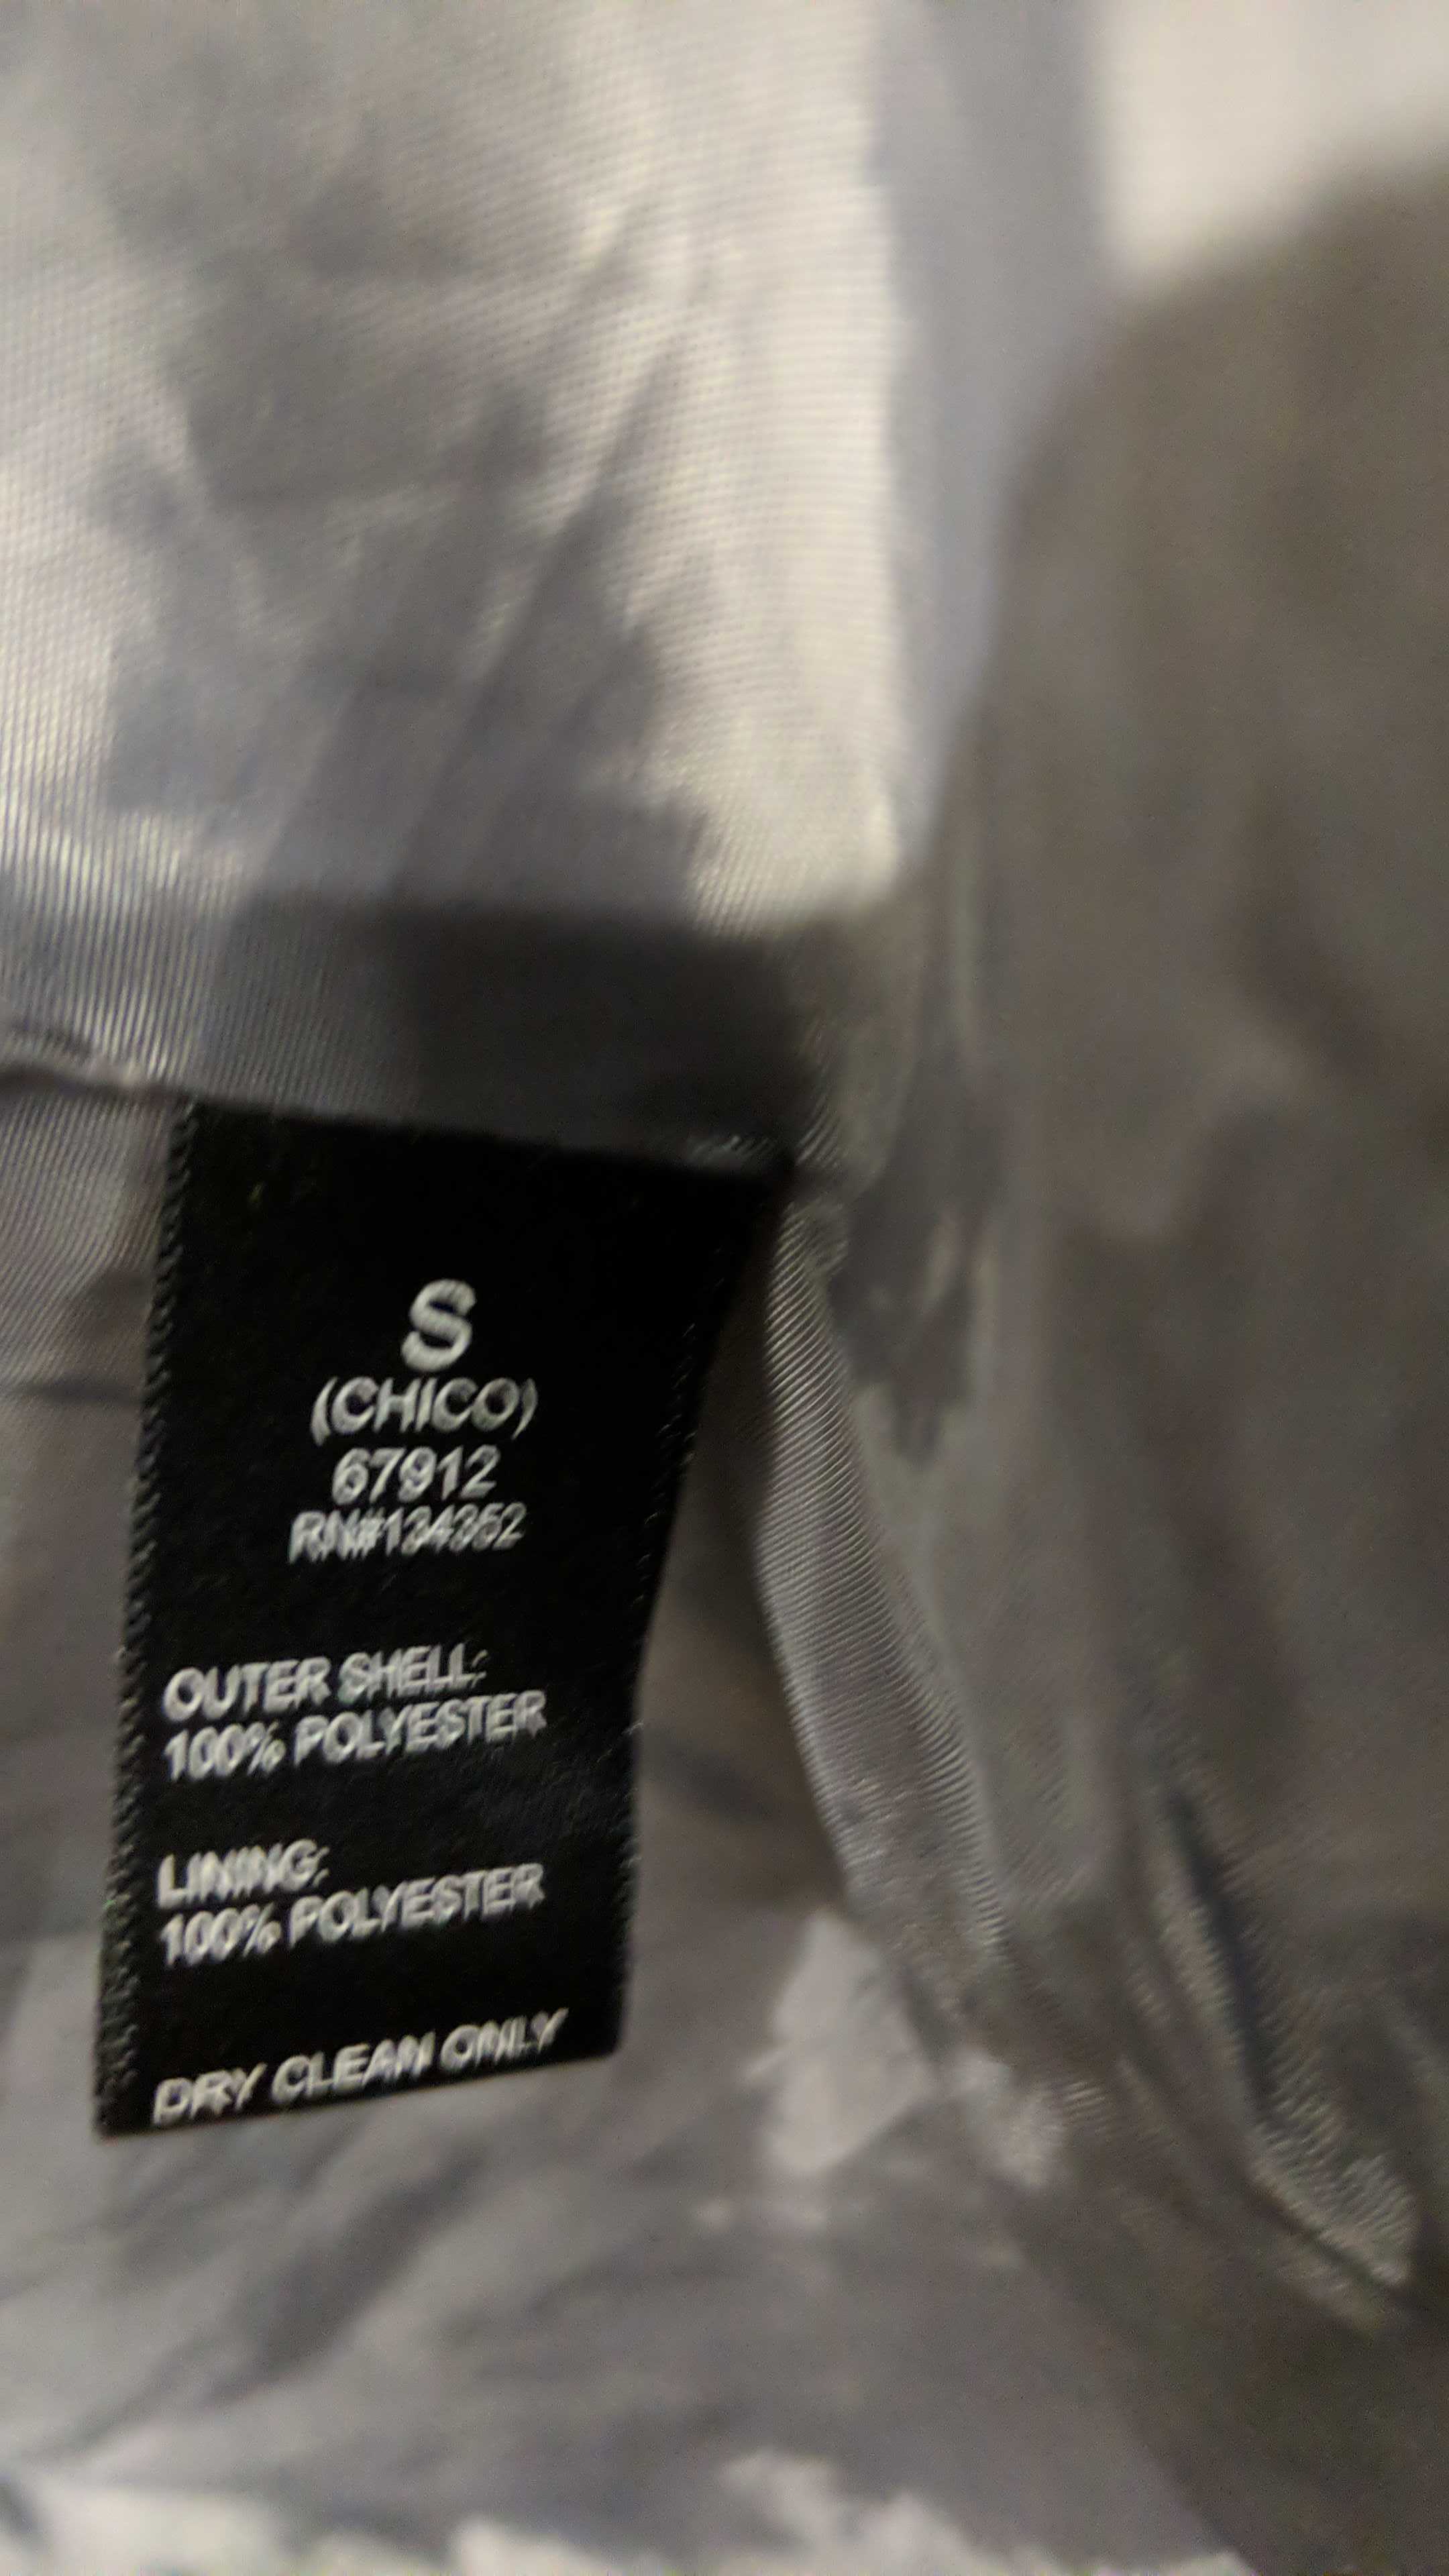 S
(CHICO)
67912
RN#134352
OUTER SHELL:
100% POLYESTER
LINING:
100% POLYESTER
DRY CLEAN ONLY